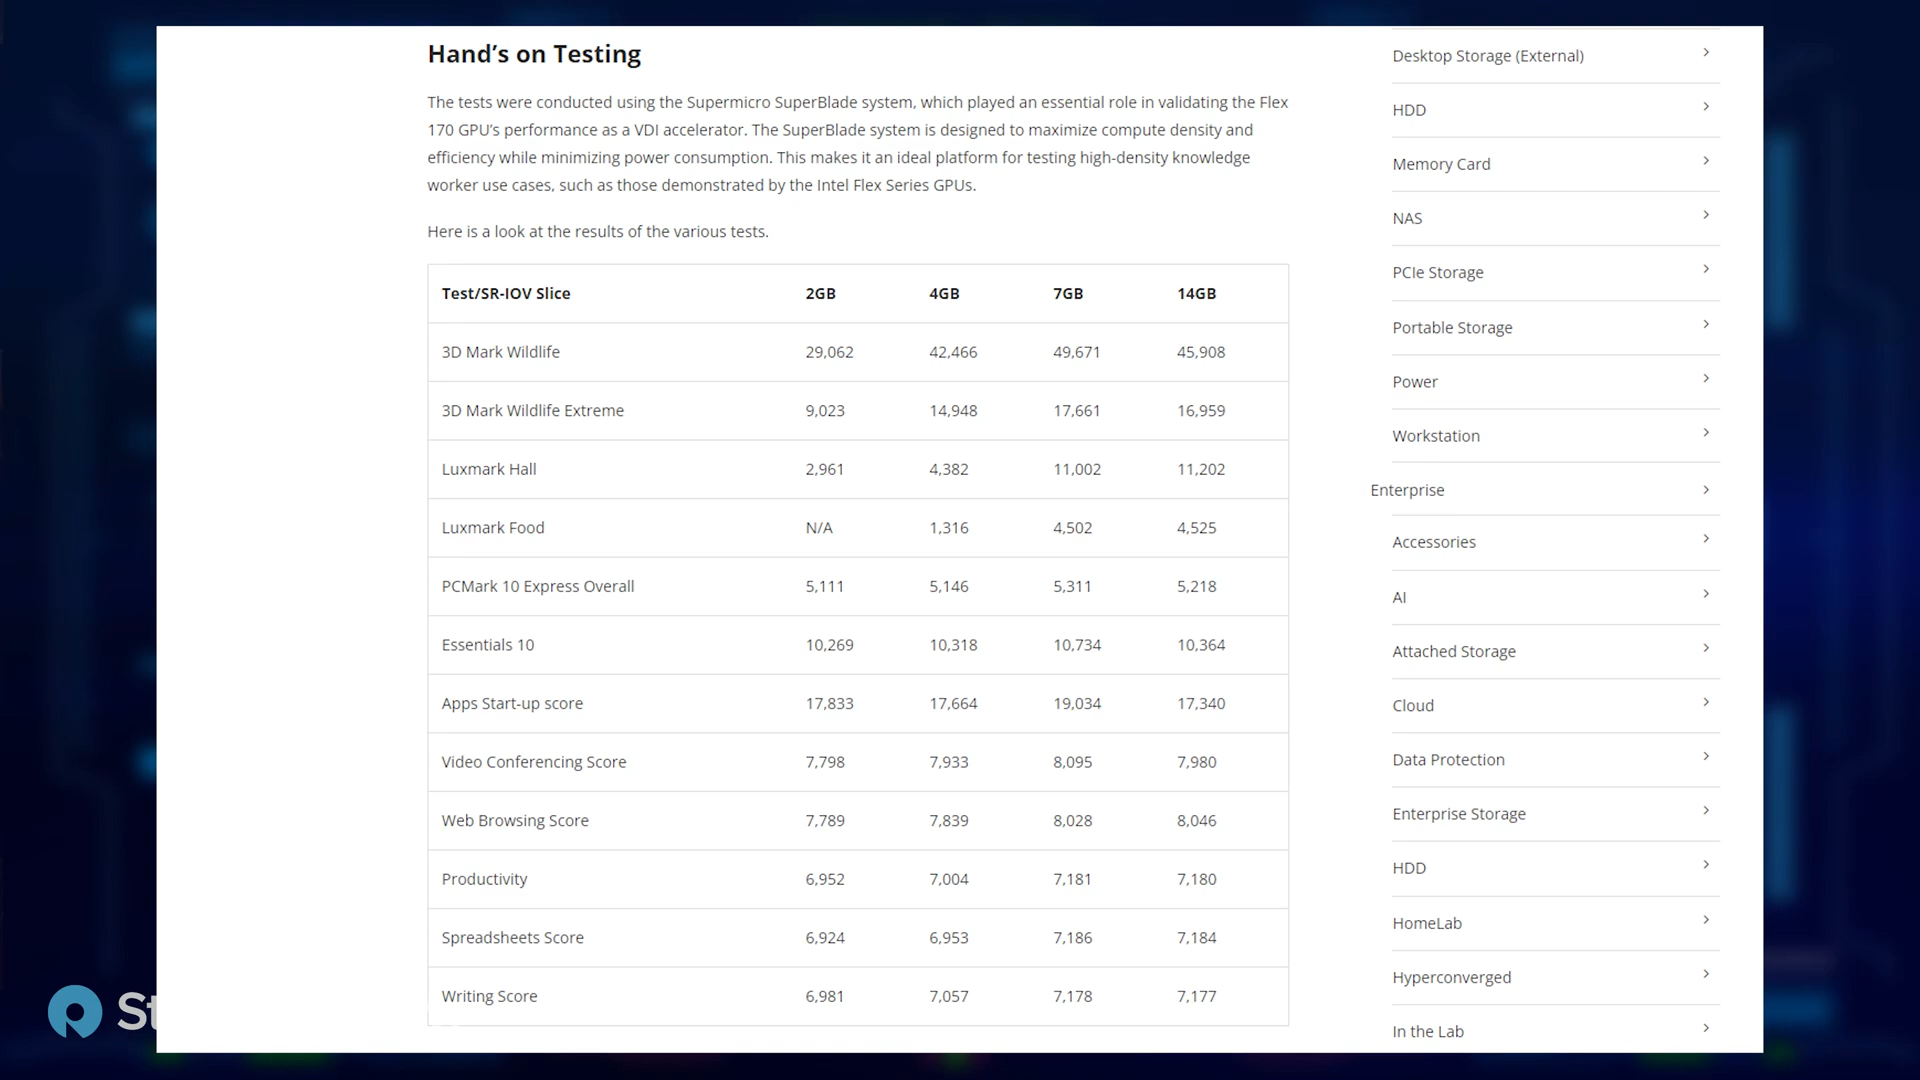 Hand’s on Testing
The tests were conducted using the Supermicro SuperBlade system, which played an essential role in validating the Flex
170 GPU’s performance as a VDI accelerator. The SuperBlade system is designed to maximize compute density and
efficiency while minimizing power consumption. This makes it an ideal platform for testing high-density knowledge
worker use cases, such as those demonstrated by the Intel Flex Series GPUs.
Here is a look at the results of the various tests.
Test/SR-IOV Slice 2GB 4GB 7GB 14GB
3D Mark Wildlife 29,062 42,466 49,671 45,908
3D Mark Wildlife Extreme 9,023 14,948 17,661 16,959
Luxmark Hall 2,961 4,382 11,002 11,202
Luxmark Food N/A 1,316 4,502 4,525
PCMark 10 Express Overall 5,111 5,146 5,311 5,218
Essentials 10 10,269 10,318 10,734 10,364
Apps Start-up score 17,833 17,664 19,034 17,340
Video Conferencing Score 7,798 7,933 8,095 7,980
Web Browsing Score 7,789 7,839 8,028 8,046
Productivity 6,952 7,004 7,181 7,180
Spreadsheets Score 6,924 6,953 7,186 7,184
Writing Score 6,981 7,057 7,178 7,177
Desktop Storage (External)
HDD
Memory Card
NAS
PCIe Storage
Portable Storage
Power
Workstation
Enterprise
Accessories
AI
Attached Storage
Cloud
Data Protection
Enterprise Storage
HDD
HomeLab
Hyperconverged
In the Lab